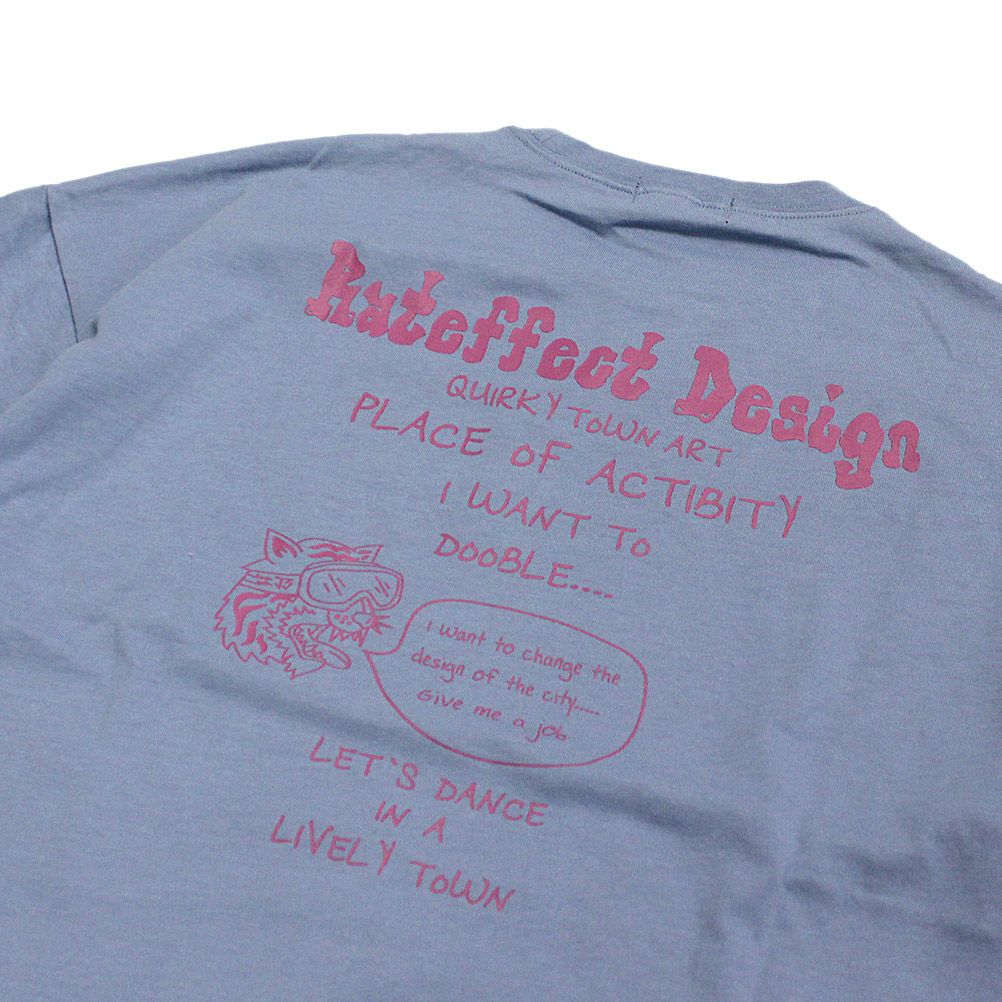 Rateffect Design
QUIRKY TOWN ART
PLACE OF ACTIBITY
I WANT TO
DOOBLE....
I want to change the
design of the city.....
Give me a job
LET'S DANCE
IN A
LIVELY TOWN